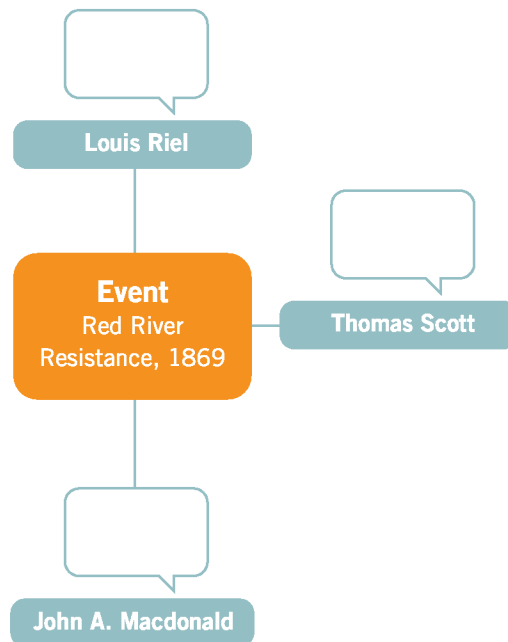 Louis Riel
Event
Red River
Resistance, 1869
Thomas Scott
John A. Macdonald